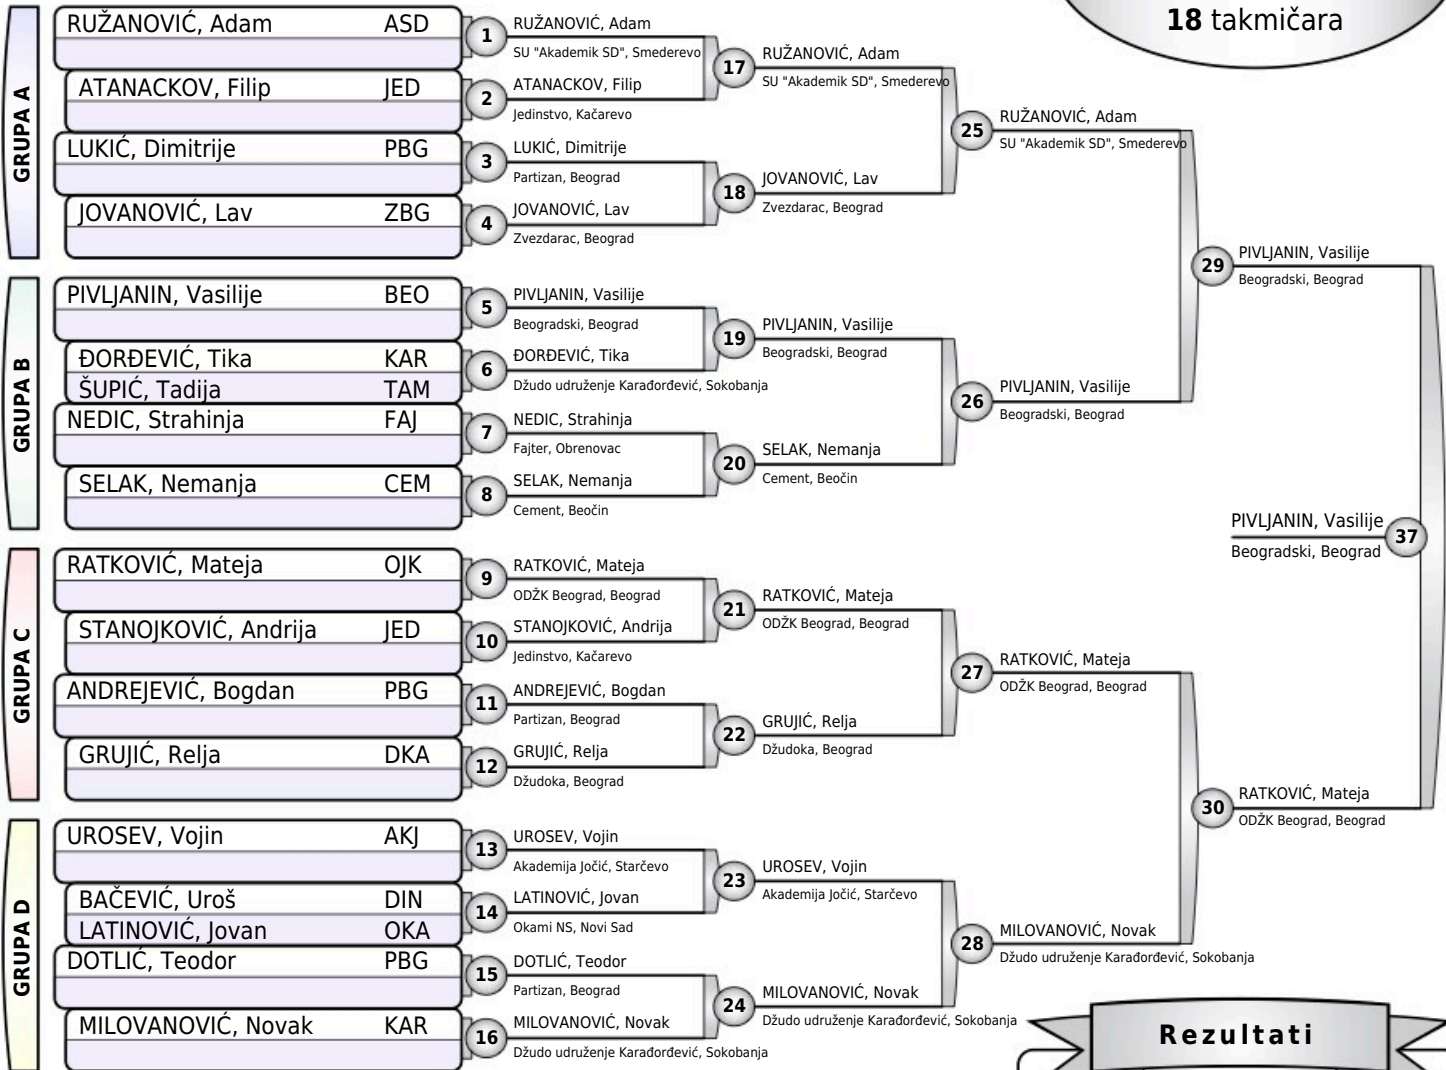 18 takmičara
GRUPA A
RUŽANOVIĆ, Adam ASD
ATANACKOV, Filip JED
LUKIĆ, Dimitrije PBG
JOVANOVIĆ, Lav ZBG
1 RUŽANOVIĆ, Adam
SU "Akademik SD", Smederevo
2 ATANACKOV, Filip
Jedinstvo, Kačarevo
3 LUKIĆ, Dimitrije
Partizan, Beograd
4 JOVANOVIĆ, Lav
Zvezdarac, Beograd
17 RUŽANOVIĆ, Adam
SU "Akademik SD", Smederevo
18 JOVANOVIĆ, Lav
Zvezdarac, Beograd
25 RUŽANOVIĆ, Adam
SU "Akademik SD", Smederevo
GRUPA B
PIVLJANIN, Vasilije BEO
ĐORĐEVIĆ, Tika KAR
ŠUPIĆ, Tadija TAM
NEDIC, Strahinja FAJ
SELAK, Nemanja CEM
5 PIVLJANIN, Vasilije
Beogradski, Beograd
6 ĐORĐEVIĆ, Tika
Džudo udruženje Karađorđević, Sokobanja
7 NEDIC, Strahinja
Fajter, Obrenovac
8 SELAK, Nemanja
Cement, Beočin
19 PIVLJANIN, Vasilije
Beogradski, Beograd
20 SELAK, Nemanja
Cement, Beočin
26 PIVLJANIN, Vasilije
Beogradski, Beograd
29 PIVLJANIN, Vasilije
Beogradski, Beograd
GRUPA C
RATKOVIĆ, Mateja OJK
STANOJKOVIĆ, Andrija JED
ANDREJEVIĆ, Bogdan PBG
GRUJIĆ, Relja DKA
9 RATKOVIĆ, Mateja
ODŽK Beograd, Beograd
10 STANOJKOVIĆ, Andrija
Jedinstvo, Kačarevo
11 ANDREJEVIĆ, Bogdan
Partizan, Beograd
12 GRUJIĆ, Relja
Džudoka, Beograd
21 RATKOVIĆ, Mateja
ODŽK Beograd, Beograd
22 GRUJIĆ, Relja
Džudoka, Beograd
27 RATKOVIĆ, Mateja
ODŽK Beograd, Beograd
GRUPA D
UROSEV, Vojin AKJ
BAČEVIĆ, Uroš DIN
LATINOVIĆ, Jovan OKA
DOTLIĆ, Teodor PBG
MILOVANOVIĆ, Novak KAR
13 UROSEV, Vojin
Akademija Jočić, Starčevo
14 LATINOVIĆ, Jovan
Okami NS, Novi Sad
15 DOTLIĆ, Teodor
Partizan, Beograd
16 MILOVANOVIĆ, Novak
Džudo udruženje Karađorđević, Sokobanja
23 UROSEV, Vojin
Akademija Jočić, Starčevo
24 MILOVANOVIĆ, Novak
Džudo udruženje Karađorđević, Sokobanja
28 MILOVANOVIĆ, Novak
Džudo udruženje Karađorđević, Sokobanja
30 RATKOVIĆ, Mateja
ODŽK Beograd, Beograd
PIVLJANIN, Vasilije 37
Beogradski, Beograd
Rezultati